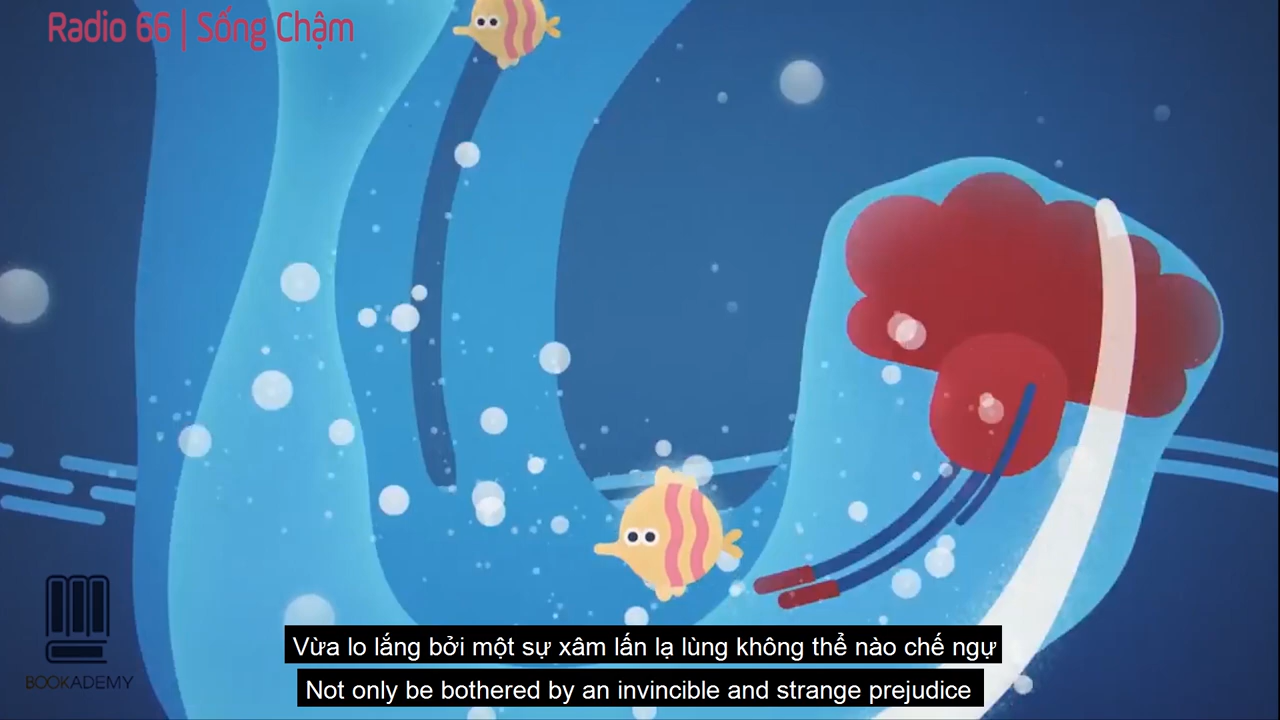 Radio 66 | Sống Chậm
BOOKADEMY
Vừa lo lắng bởi một sự xâm lấn lạ lùng không thể nào chế ngự
Not only be bothered by an invincible and strange prejudice